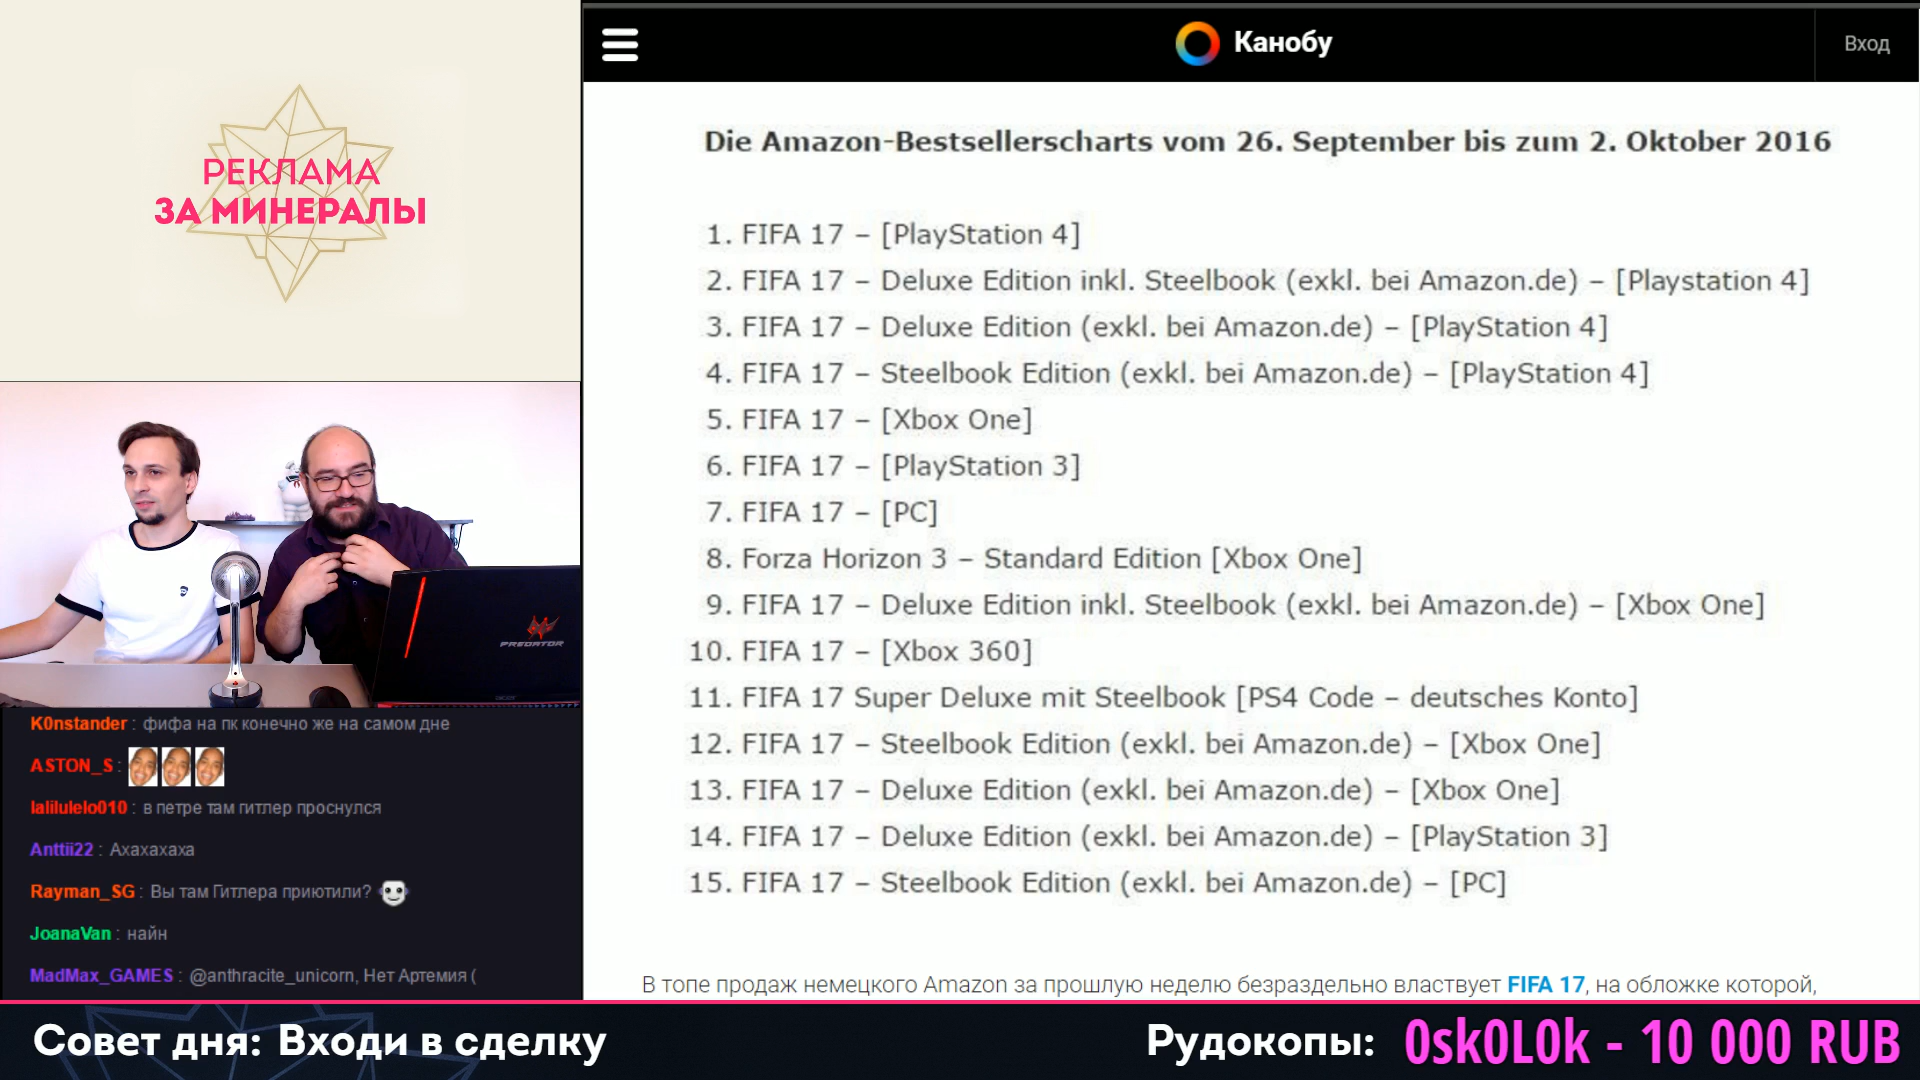 РЕКЛАМА
ЗА МИНЕРАЛЫ
PREDATOR
K0nstander : фифа на пк конечно же на самом дне
ASTON_S :
lalilulelo010 : в петре там гитлер проснулся
Anttii22 : Ахахахаха
Rayman_SG : Вы там Гитлера приютили?
JoanaVan : найн
MadMax_GAMES : @anthracite_unicorn, Нет Артемия (
Канобу
Вход
Die Amazon-Bestsellerscharts vom 26. September bis zum 2. Oktober 2016
1. FIFA 17 – [PlayStation 4]
2. FIFA 17 – Deluxe Edition inkl. Steelbook (exkl. bei Amazon.de) – [Playstation 4]
3. FIFA 17 – Deluxe Edition (exkl. bei Amazon.de) – [PlayStation 4]
4. FIFA 17 – Steelbook Edition (exkl. bei Amazon.de) – [PlayStation 4]
5. FIFA 17 – [Xbox One]
6. FIFA 17 – [PlayStation 3]
7. FIFA 17 – [PC]
8. Forza Horizon 3 – Standard Edition [Xbox One]
9. FIFA 17 – Deluxe Edition inkl. Steelbook (exkl. bei Amazon.de) – [Xbox One]
10. FIFA 17 – [Xbox 360]
11. FIFA 17 Super Deluxe mit Steelbook [PS4 Code – deutsches Konto]
12. FIFA 17 – Steelbook Edition (exkl. bei Amazon.de) – [Xbox One]
13. FIFA 17 – Deluxe Edition (exkl. bei Amazon.de) – [Xbox One]
14. FIFA 17 – Deluxe Edition (exkl. bei Amazon.de) – [PlayStation 3]
15. FIFA 17 – Steelbook Edition (exkl. bei Amazon.de) – [PC]
В топе продаж немецкого Amazon за прошлую неделю безраздельно властвует FIFA 17, на обложке которой,
Совет дня: Входи в сделку
Рудокопы: 0sk0L0k - 10 000 RUB